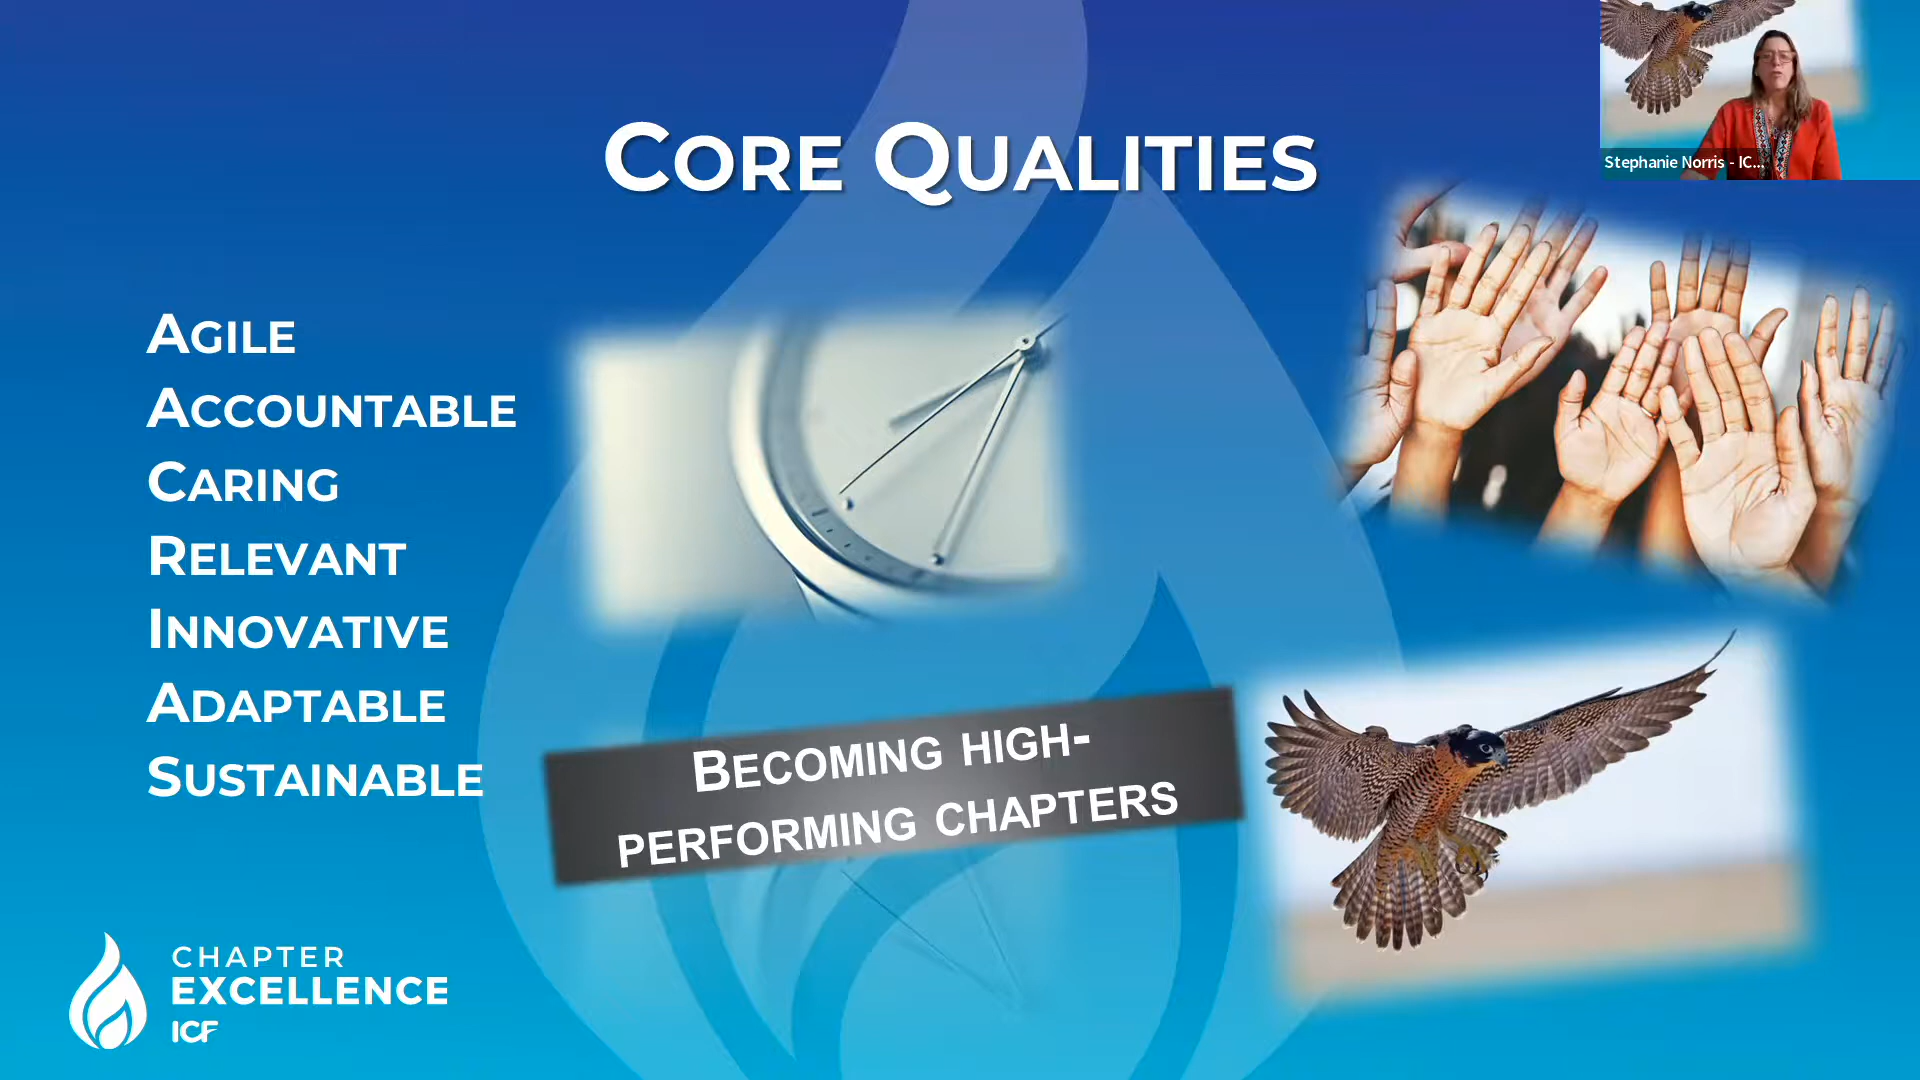 CORE QUALITIES
Stephanie Norris - IC...
AGILE
ACCOUNTABLE
CARING
RELEVANT
INNOVATIVE
ADAPTABLE
SUSTAINABLE
BECOMING HIGH-
PERFORMING CHAPTERS
CHAPTER
EXCELLENCE
ICF